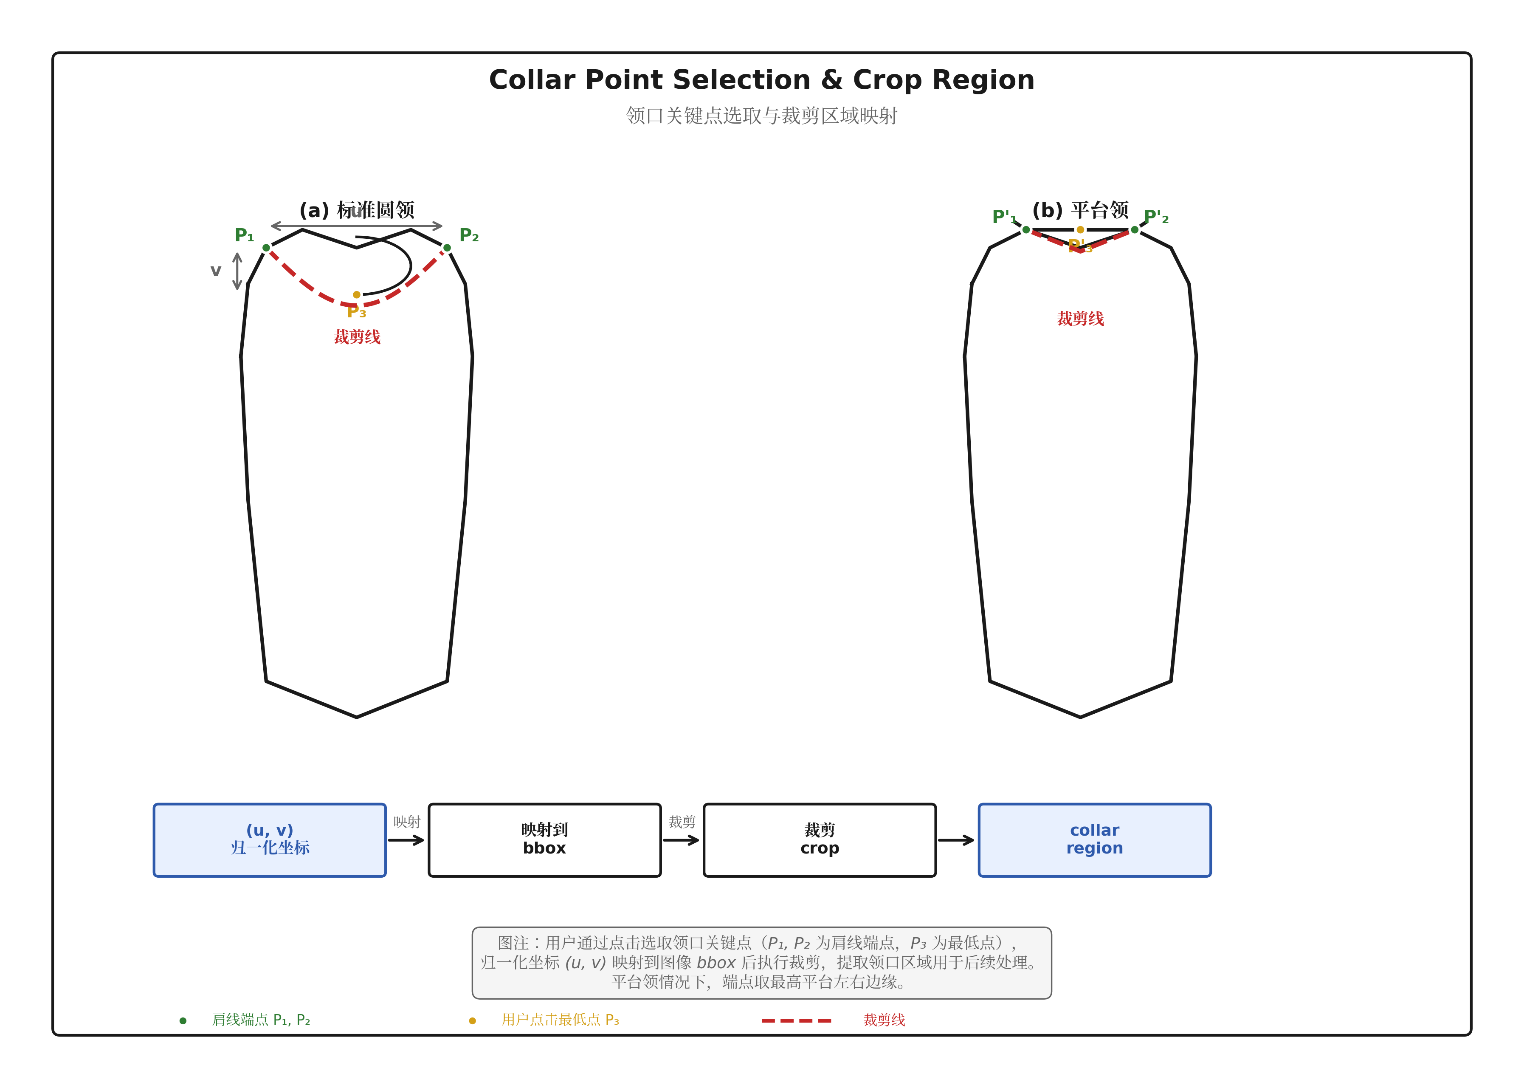 Collar Point Selection & Crop Region
领口关键点选取与裁剪区域映射
(a) 标准圆领
u
P₁
P₂
v
P₃
裁剪线
(b) 平台领
P'₁
P'₂
P'₃
裁剪线
(u, v)
归一化坐标
映射
映射到
bbox
裁剪
裁剪
crop
collar
region
图注：用户通过点击选取领口关键点（P₁, P₂ 为肩线端点，P₃ 为最低点），
归一化坐标 (u, v) 映射到图像 bbox 后执行裁剪，提取领口区域用于后续处理。
平台领情况下，端点取最高平台左右边缘。
肩线端点 P₁, P₂
用户点击最低点 P₃
裁剪线